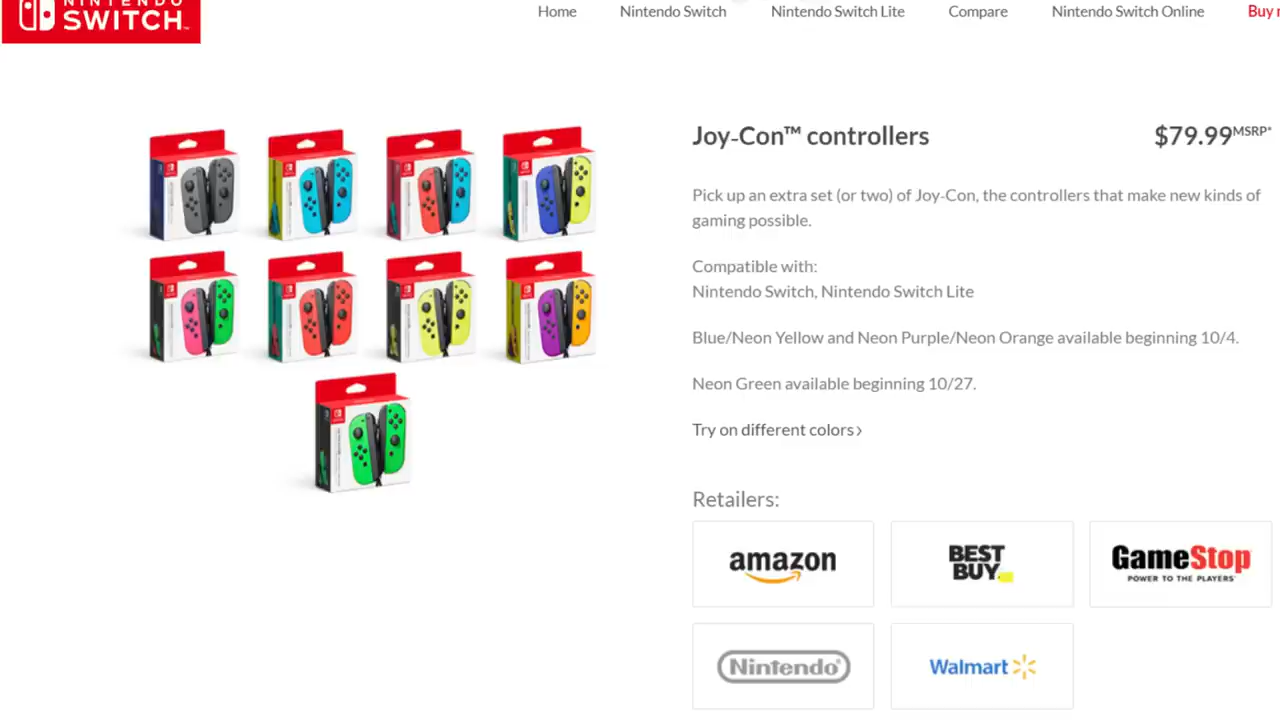 NINTENDO
SWITCH™
Home
Nintendo Switch
Nintendo Switch Lite
Compare
Nintendo Switch Online
Buy
Joy-Con™ controllers
$79.99MSRP*
Pick up an extra set (or two) of Joy-Con, the controllers that make new kinds of
gaming possible.
Compatible with:
Nintendo Switch, Nintendo Switch Lite
Blue/Neon Yellow and Neon Purple/Neon Orange available beginning 10/4.
Neon Green available beginning 10/27.
Try on different colors›
Retailers:
amazon
BEST
BUY
GameStop
POWER TO THE PLAYERS
Nintendo®
Walmart